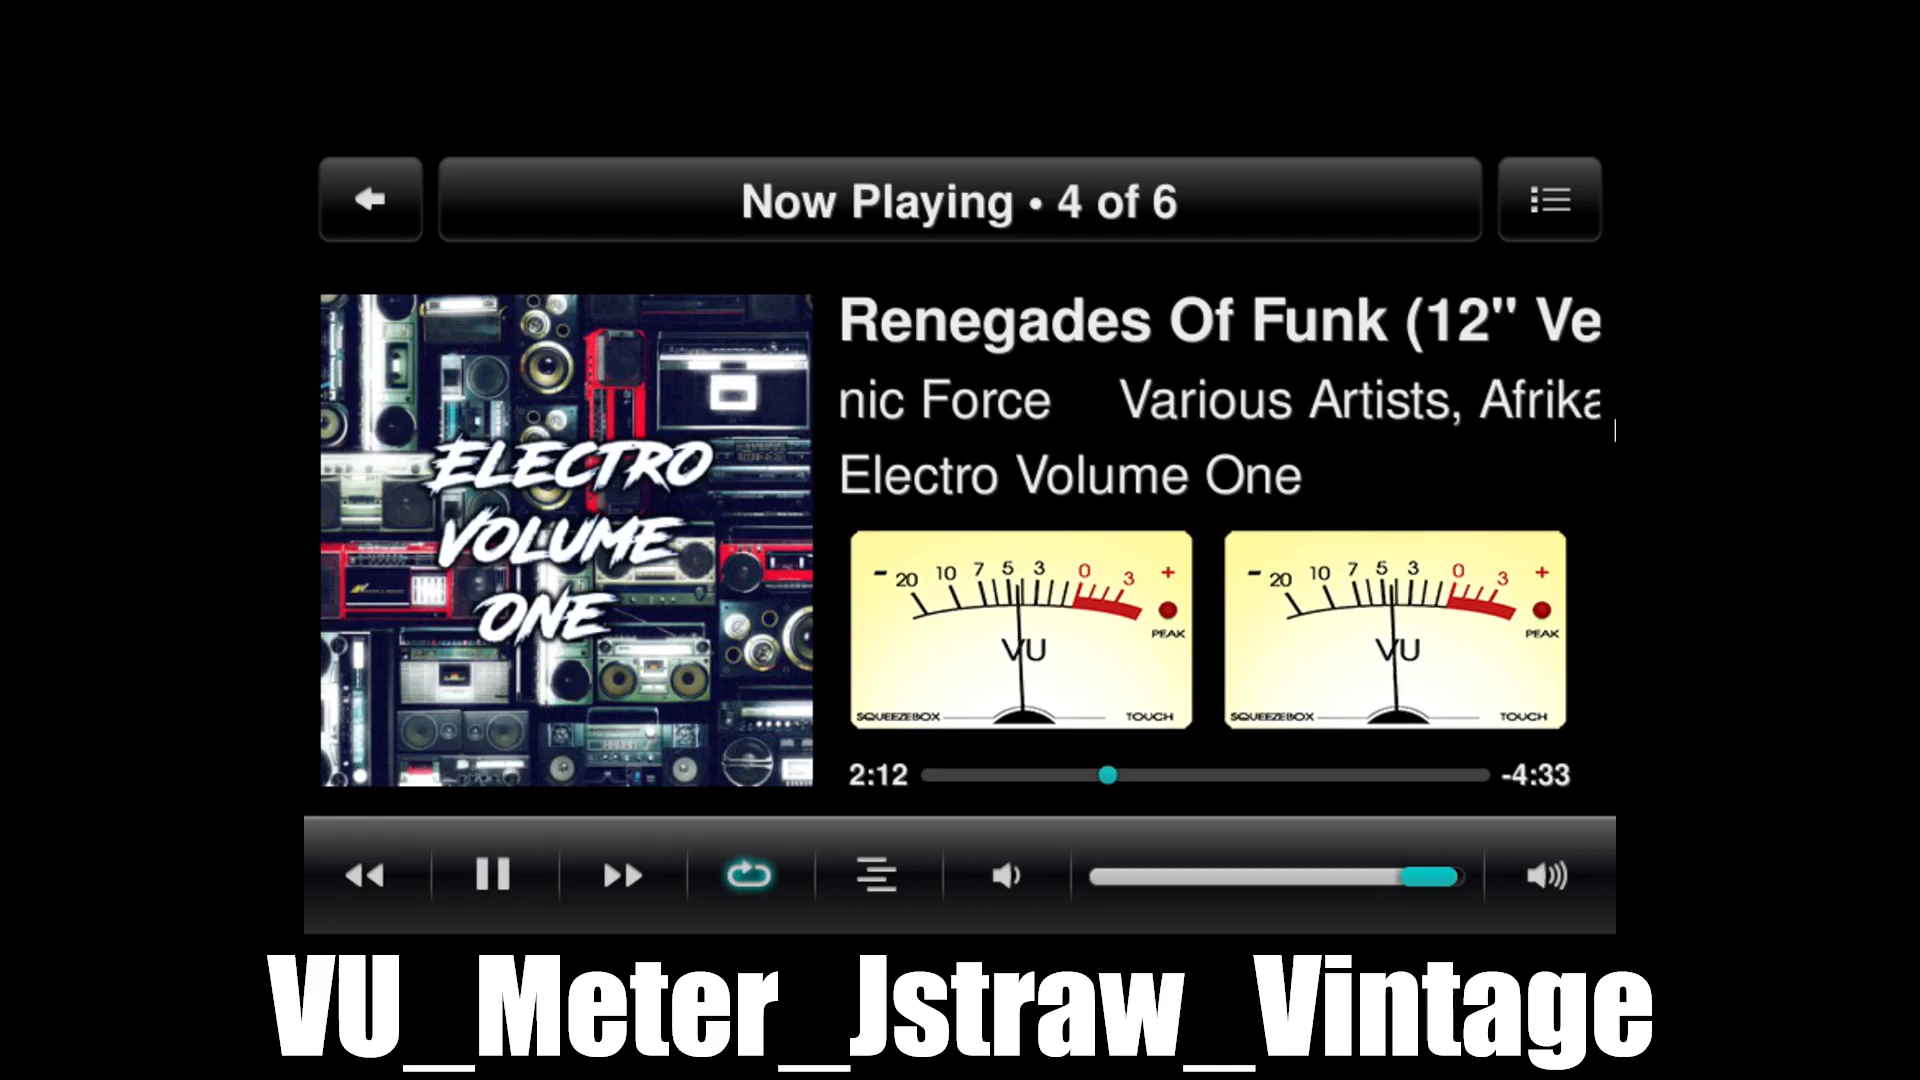 Now Playing • 4 of 6
Renegades Of Funk (12" Ve
nic Force Various Artists, Afrika
Electro Volume One
ELECTRO
VOLUME
ONE
- 20 10 7 5 3 0 3 +
PEAK
VU
SQUEEZEBOX TOUCH
- 20 10 7 5 3 0 3 +
PEAK
VU
SQUEEZEBOX TOUCH
2:12 -4:33
VU_Meter_Jstraw_Vintage